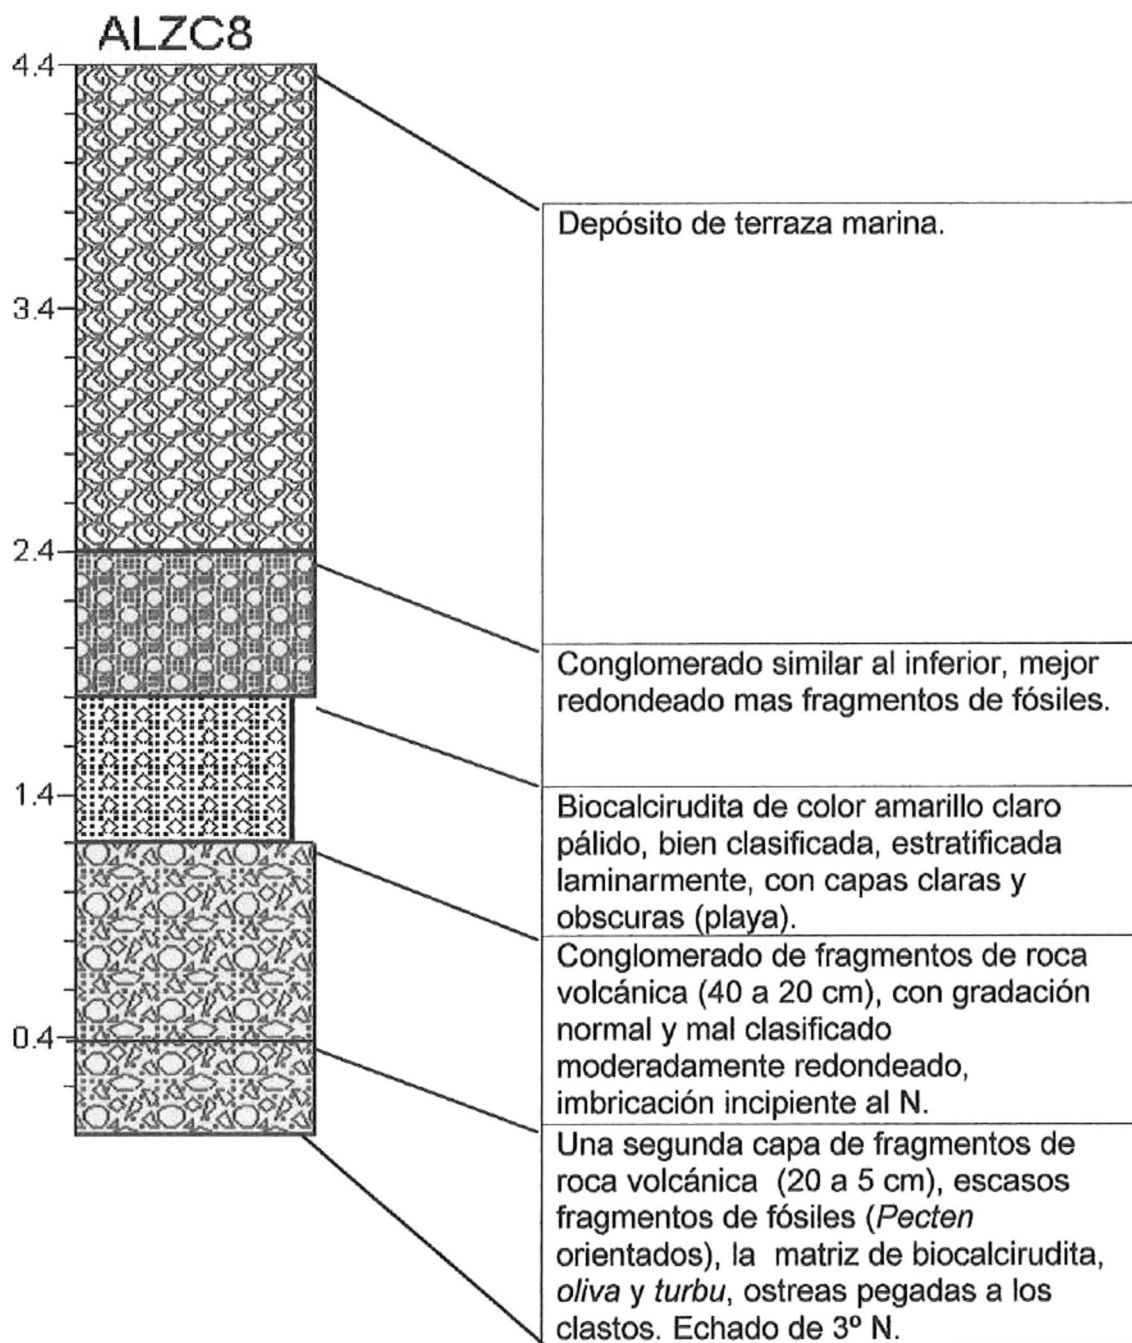 ALZC8
4.4
3.4
2.4
1.4
0.4
Depósito de terraza marina.
Conglomerado similar al inferior, mejor
redondeado mas fragmentos de fósiles.
Biocalcirudita de color amarillo claro
pálido, bien clasificada, estratificada
laminarmente, con capas claras y
obscuras (playa).
Conglomerado de fragmentos de roca
volcánica (40 a 20 cm), con gradación
normal y mal clasificado
moderadamente redondeado,
imbricación incipiente al N.
Una segunda capa de fragmentos de
roca volcánica (20 a 5 cm), escasos
fragmentos de fósiles (Pecten
orientados), la matriz de biocalcirudita,
oliva y turbu, ostreas pegadas a los
clastos. Echado de 3º N.